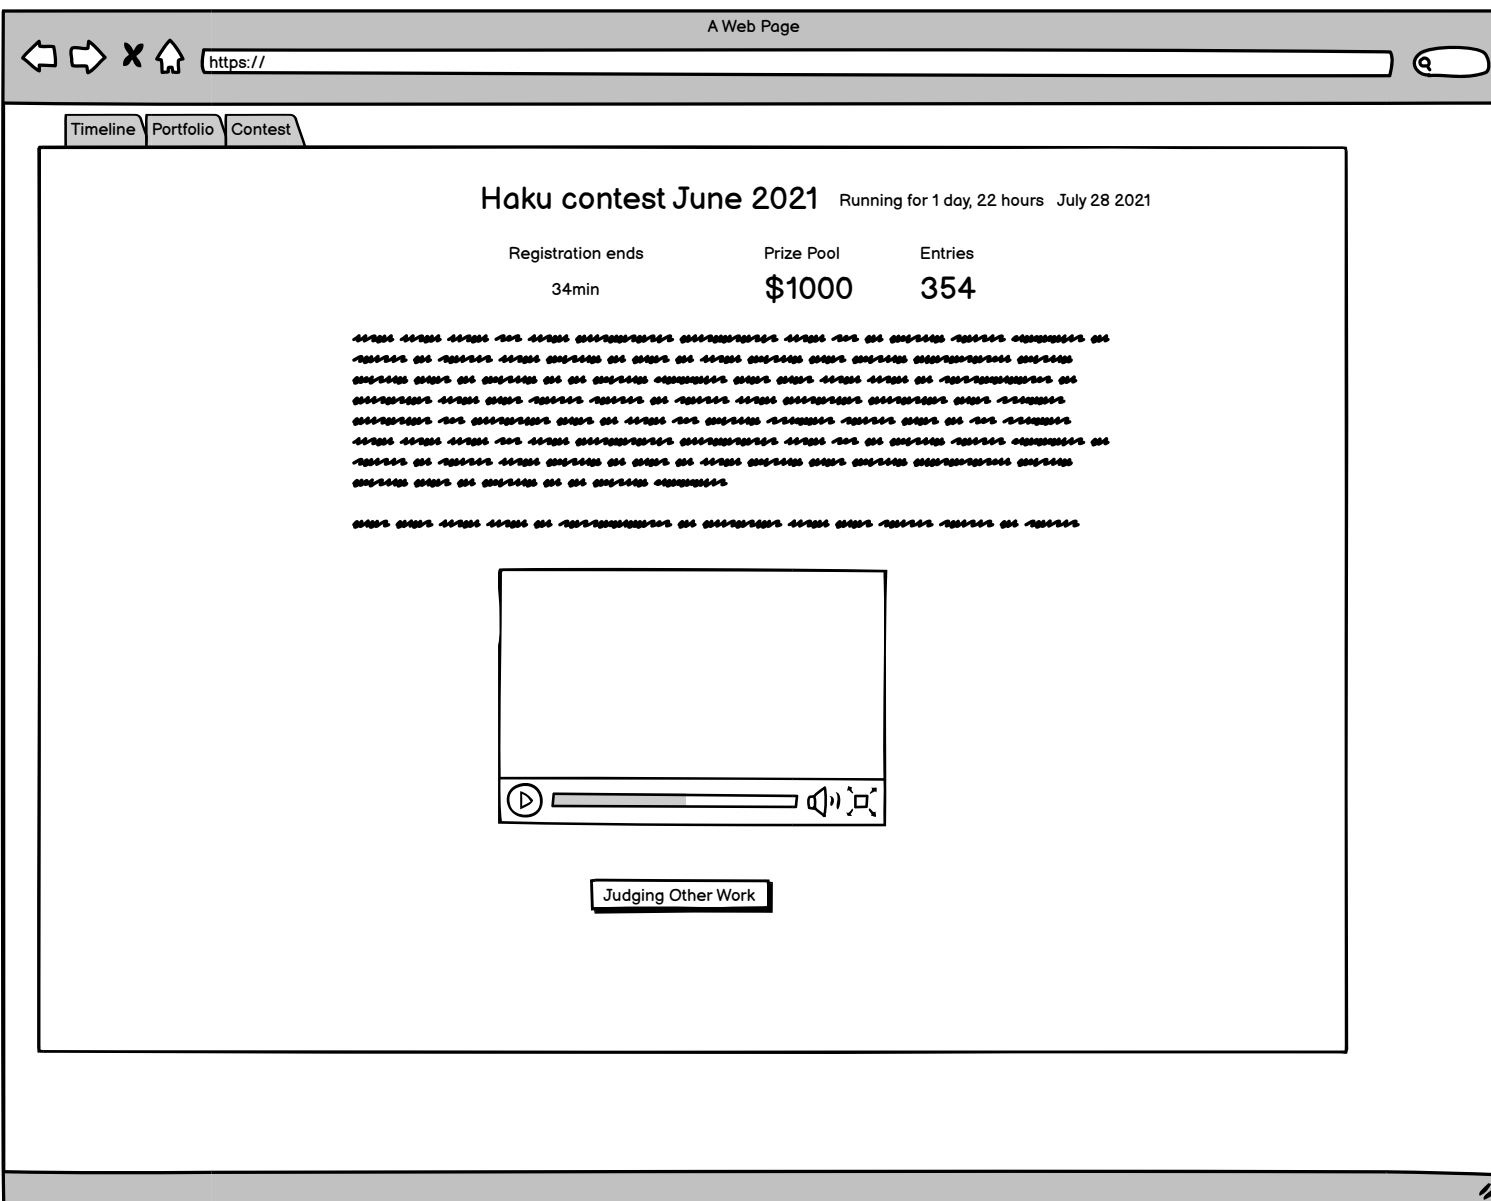 A Web Page
https://
Timeline Portfolio Contest
Haku contest June 2021 Running for 1 day, 22 hours July 28 2021
Registration ends Prize Pool Entries
34min $1000 354
Judging Other Work